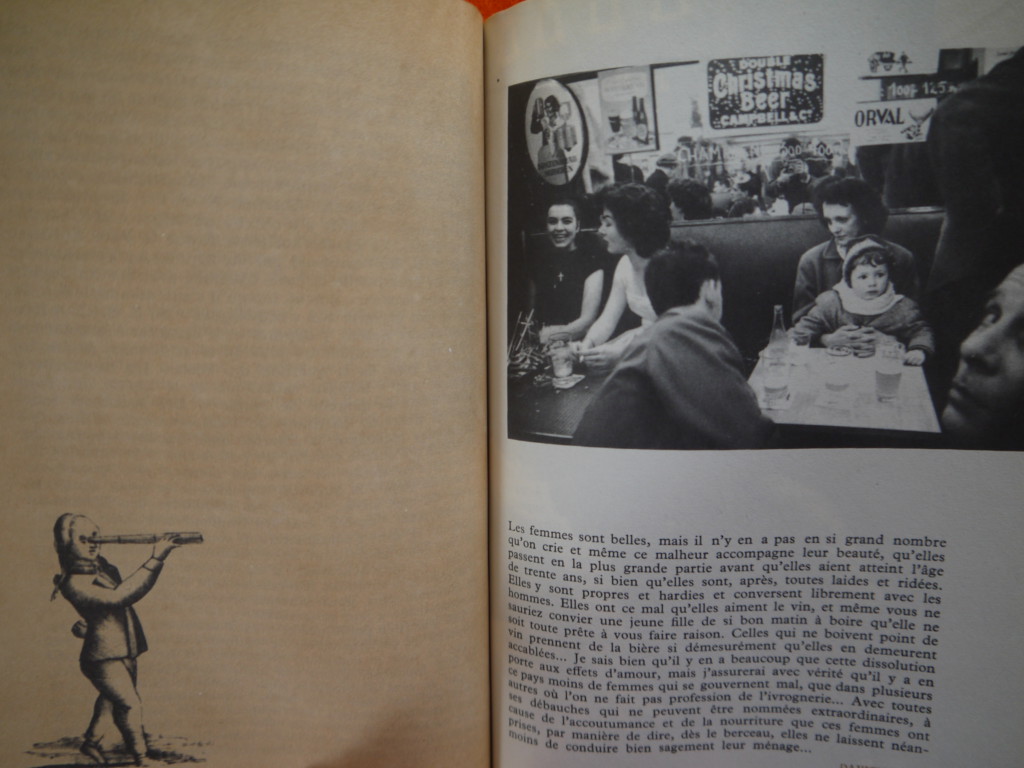 DOUBLE
Christmas
Beer
CAMPBELL & Co
100F 125
ORVAL
Les femmes sont belles, mais il n'y en a pas en si grand nombre
qu'on crie et même ce malheur accompagne leur beauté, qu'elles
passent en la plus grande partie avant qu'elles aient atteint l'âge
de trente ans, si bien qu'elles sont, après, toutes laides et ridées.
Elles y sont propres et hardies et conversent librement avec les
hommes. Elles ont ce mal qu'elles aiment le vin, et même vous ne
sauriez convier une jeune fille de si bon matin à boire qu'elle ne
soit toute prête à vous faire raison. Celles qui ne boivent point de
vin prennent de la bière si démesurément qu'elles en demeurent
accablées... Je sais bien qu'il y en a beaucoup que cette dissolution
porte aux effets d'amour, mais j'assurerai avec vérité qu'il y a en
ce pays moins de femmes qui se gouvernent mal, que dans plusieurs
autres où l'on ne fait pas profession de l'ivrognerie... Avec toutes
ses débauches qui ne peuvent être nommées extraordinaires, à
cause de l'accoutumance et de la nourriture que ces femmes ont
prises, par manière de dire, dès le berceau, elles ne laissent néan-
moins de conduire bien sagement leur ménage...